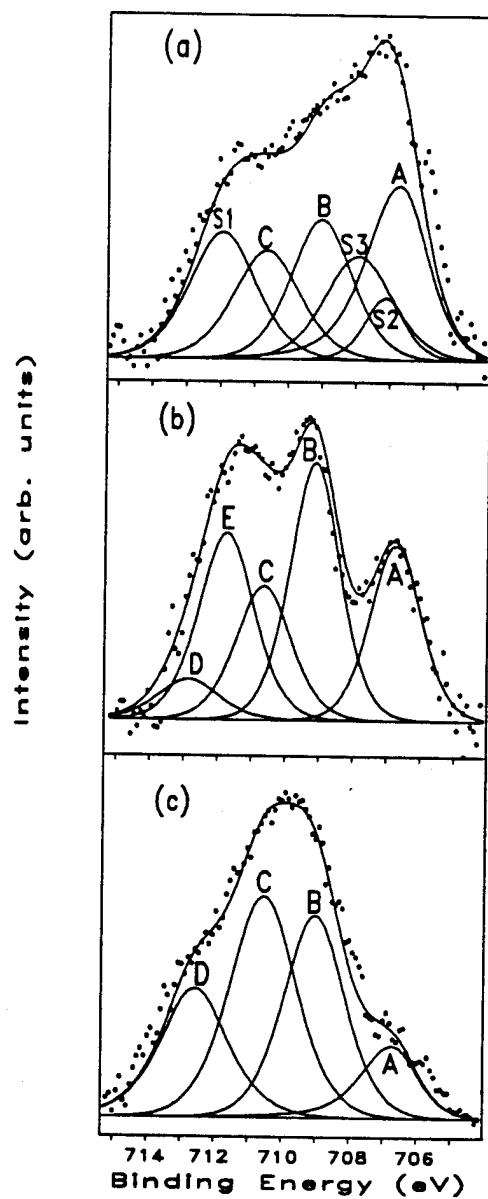 (a)
A
B
S1
C
S3
S2
(b)
B
E
C
A
D
(c)
C
B
D
A
714 712 710 708 706
Binding Energy (eV)
Intensity (arb. units)